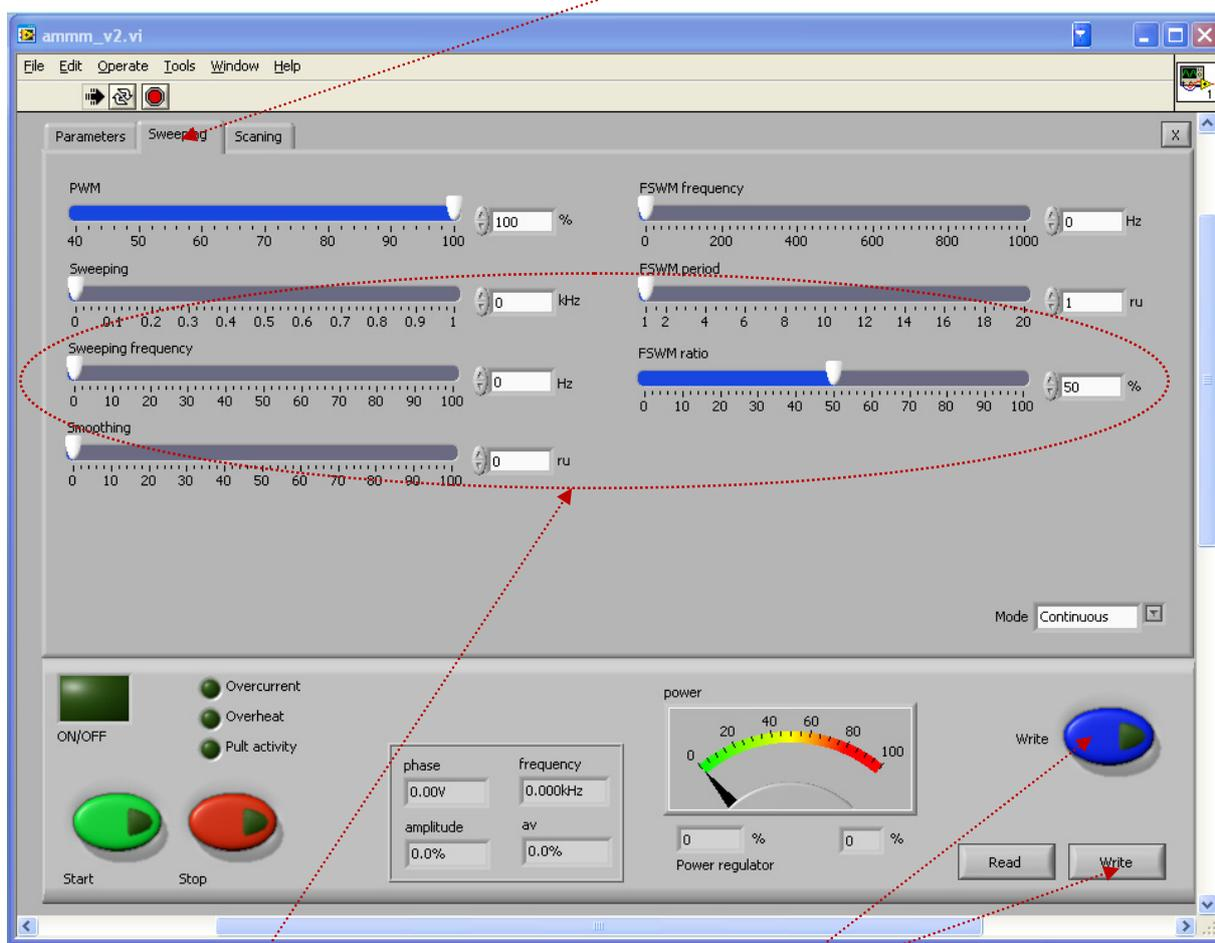 ammm_v2.vi
File Edit Operate Tools Window Help
1
Parameters Sweeping Scaning X
PWM
100 %
40 50 60 70 80 90 100
Sweeping
0 kHz
0 0.1 0.2 0.3 0.4 0.5 0.6 0.7 0.8 0.9 1
Sweeping frequency
0 Hz
0 10 20 30 40 50 60 70 80 90 100
Smoothing
0 ru
0 10 20 30 40 50 60 70 80 90 100
FSWM frequency
0 Hz
0 200 400 600 800 1000
FSWM period
1 ru
1 2 4 6 8 10 12 14 16 18 20
FSWM ratio
50 %
0 10 20 30 40 50 60 70 80 90 100
Mode Continuous
ON/OFF
Overcurrent
Overheat
Pult activity
Start Stop
phase frequency
0.00V 0.000kHz
amplitude av
0.0% 0.0%
power
0 20 40 60 80 100
0 % 0 %
Power regulator
Write
Read Write